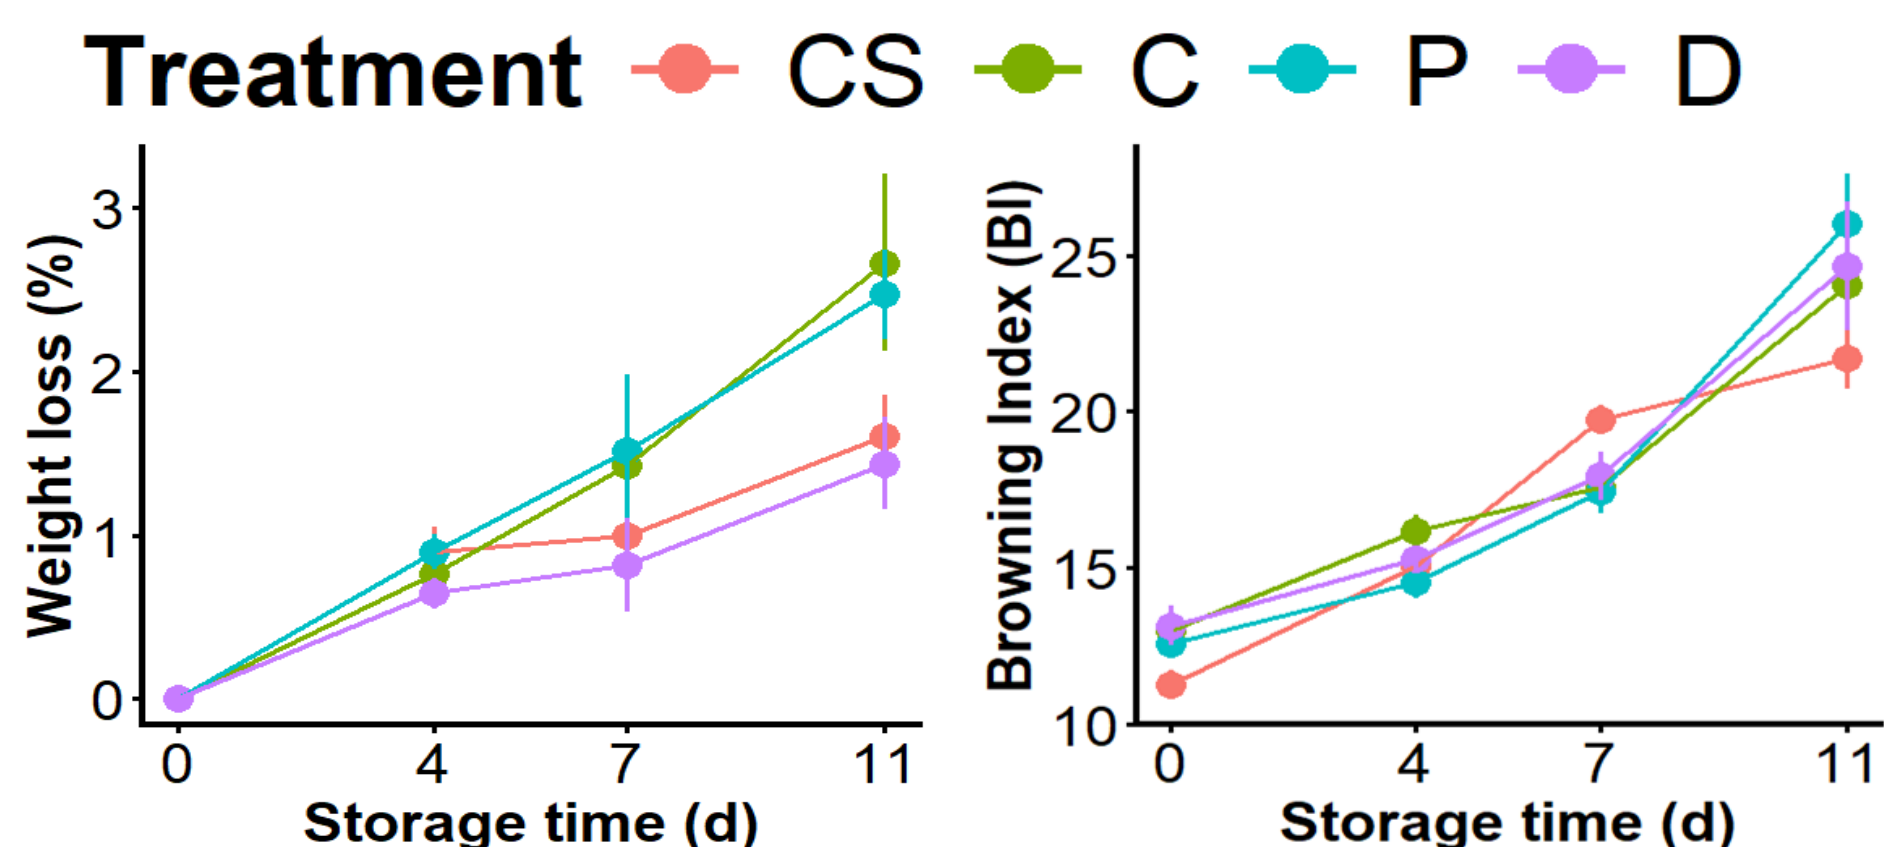 Treatment CS C P D
Weight loss (%)
3
2
1
0
0 4 7 11
Storage time (d)
Browning Index (BI)
25
20
15
10
0 4 7 11
Storage time (d)